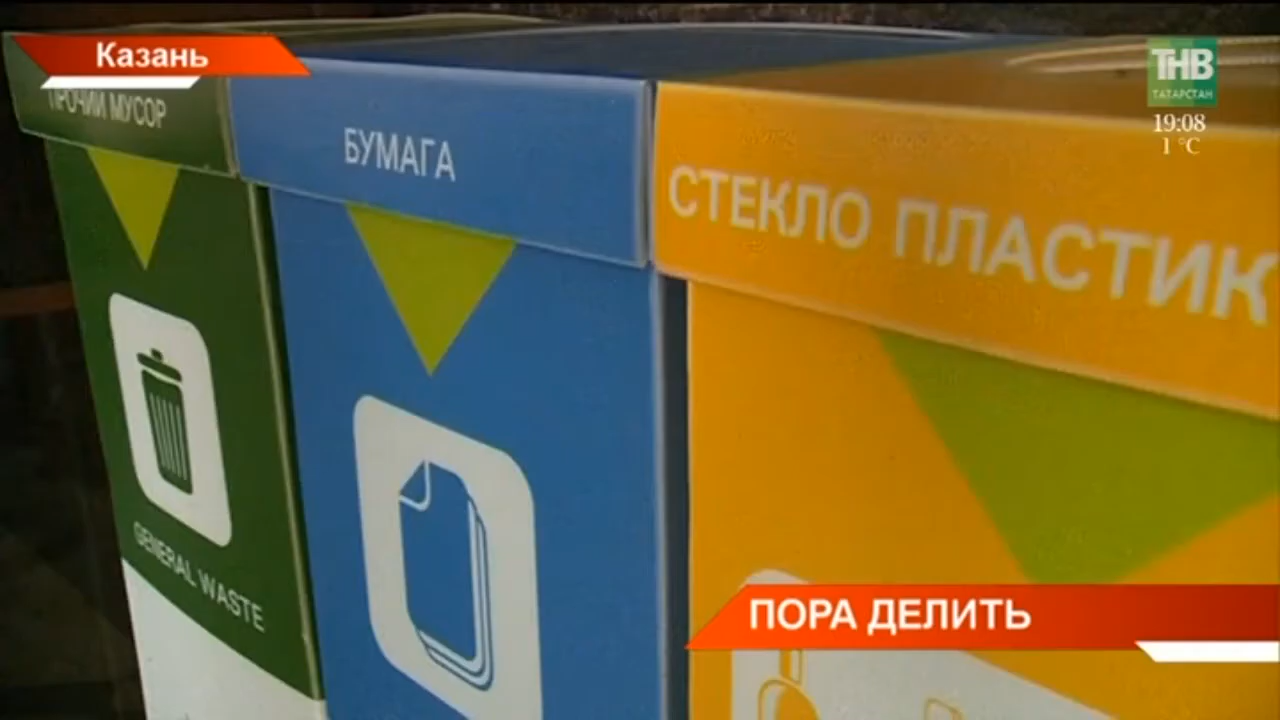 Казань
ТНВ
ТАТАРСТАН
19:08
1 °C
ПРОЧИЙ МУСОР
БУМАГА
СТЕКЛО ПЛАСТИК
GENERAL WASTE
ПОРА ДЕЛИТЬ